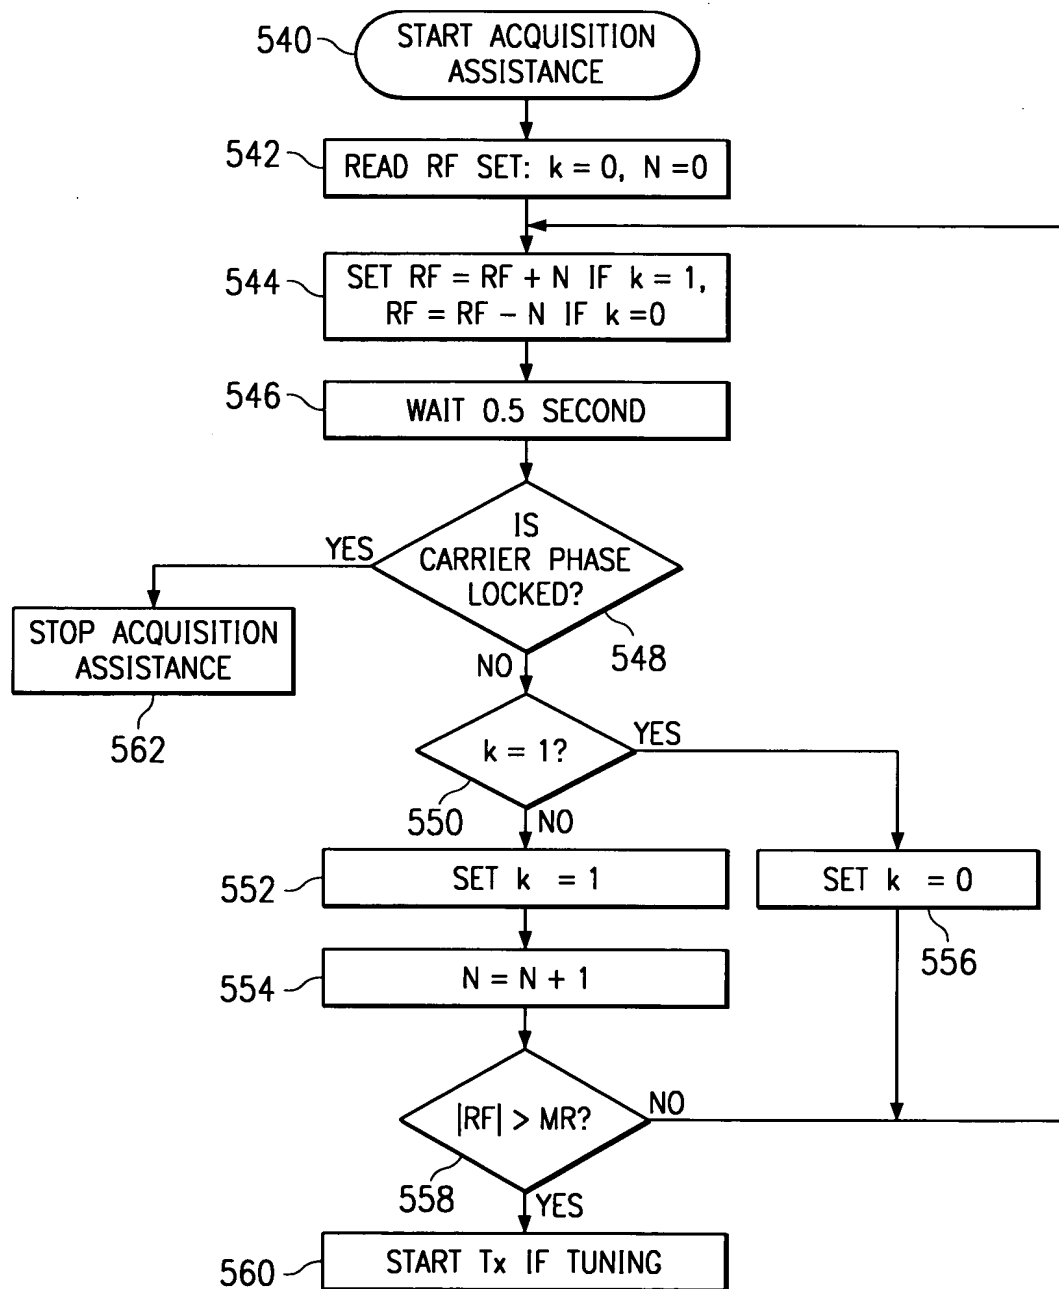 540
START ACQUISITION
ASSISTANCE
542
READ RF SET: k = 0, N =0
544
SET RF = RF + N IF k = 1,
RF = RF – N IF k =0
546
WAIT 0.5 SECOND
IS
CARRIER PHASE
LOCKED?
YES
548
NO
STOP ACQUISITION
ASSISTANCE
562
k = 1?
YES
550
NO
552
SET k = 1
SET k = 0
556
554
N = N + 1
|RF| > MR?
NO
558
YES
560
START Tx IF TUNING